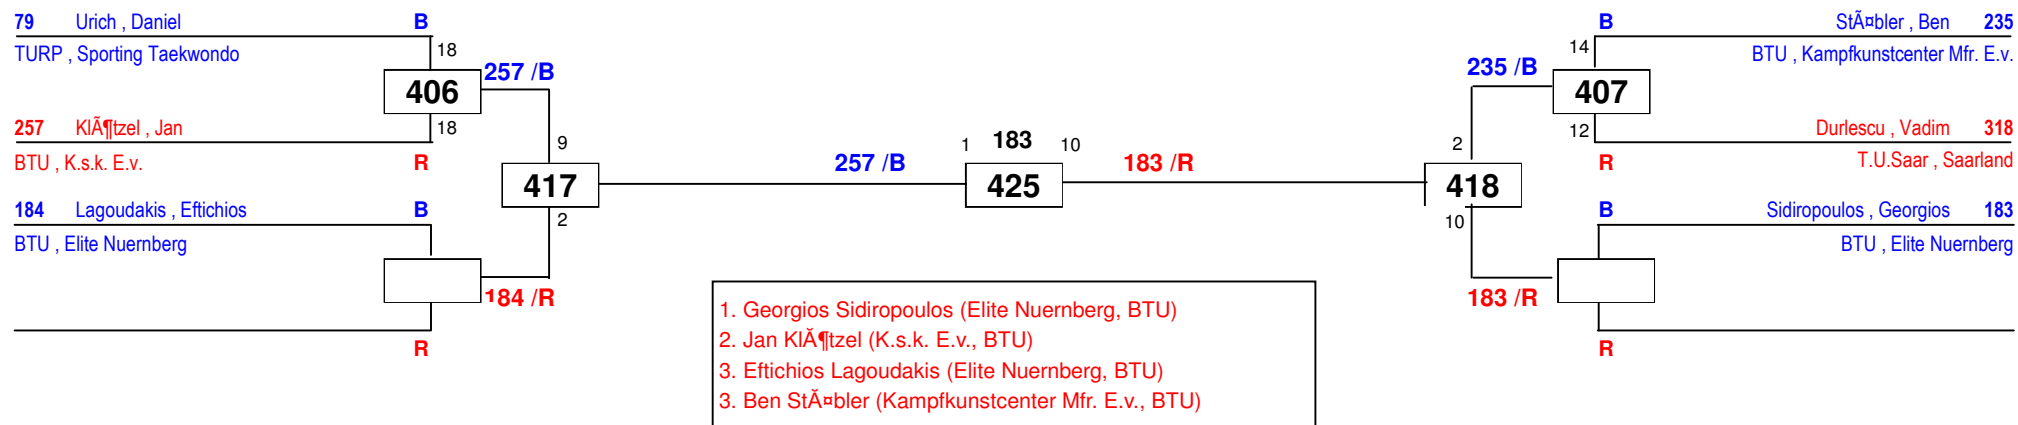 79 Urich , Daniel B
TURP , Sporting Taekwondo
18
406
257 /B
18
257 KlÃ¶tzel , Jan
BTU , K.s.k. E.v. R
9
417
2
184 Lagoudakis , Eftichios B
BTU , Elite Nuernberg
184 /R
R
257 /B
1 183 10
425
183 /R
B StÃ¤bler , Ben 235
BTU , Kampfkunstcenter Mfr. E.v.
14
235 /B
407
12
Durlescu , Vadim 318
R T.U.Saar , Saarland
2
418
10
B Sidiropoulos , Georgios 183
BTU , Elite Nuernberg
183 /R
R
1. Georgios Sidiropoulos (Elite Nuernberg, BTU)
2. Jan KlÃ¶tzel (K.s.k. E.v., BTU)
3. Eftichios Lagoudakis (Elite Nuernberg, BTU)
3. Ben StÃ¤bler (Kampfkunstcenter Mfr. E.v., BTU)